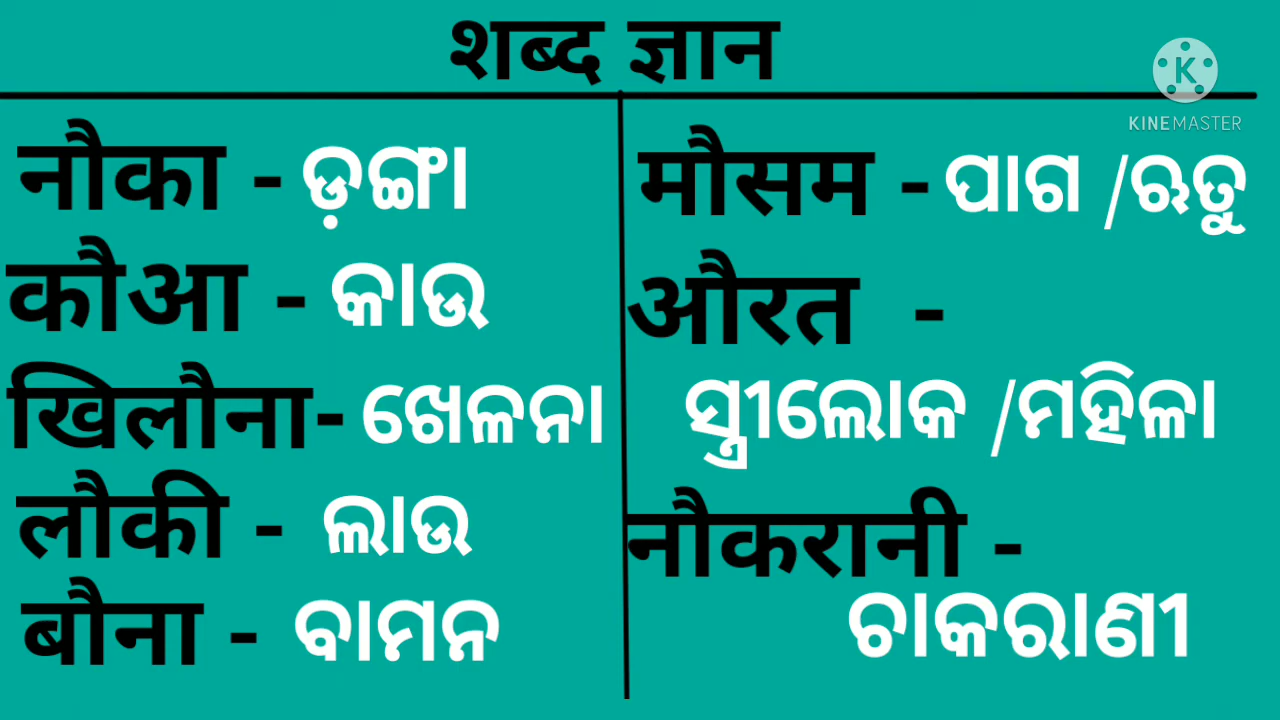 शब्द ज्ञान
K
KINEMASTER
नौका - ଡ଼ଙ୍ଗା
कौआ - କାଉ
खिलौना- ଖେଳନା
लौकी - ଲାଉ
बौना - ବାମନ
मौसम - ପାଗ /ଋତୁ
औरत -
ସ୍ତ୍ରୀଲୋକ /ମହିଳା
नौकरानी -
ଚାକରାଣୀ